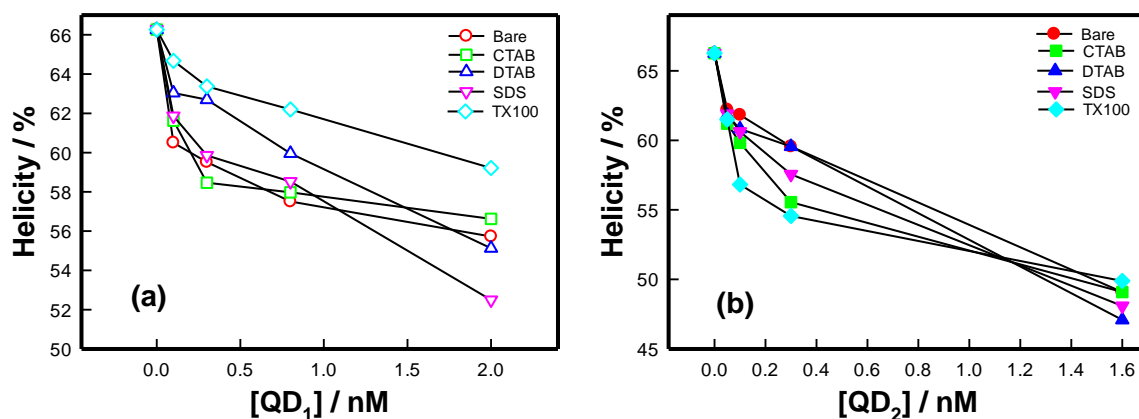 66
64
62
60
58
56
54
52
50
Helicity / %
Bare
CTAB
DTAB
SDS
TX100
(a)
0.0 0.5 1.0 1.5 2.0
[QD1] / nM
65
60
55
50
45
Helicity / %
Bare
CTAB
DTAB
SDS
TX100
(b)
0.0 0.2 0.4 0.6 0.8 1.0 1.2 1.4 1.6
[QD2] / nM